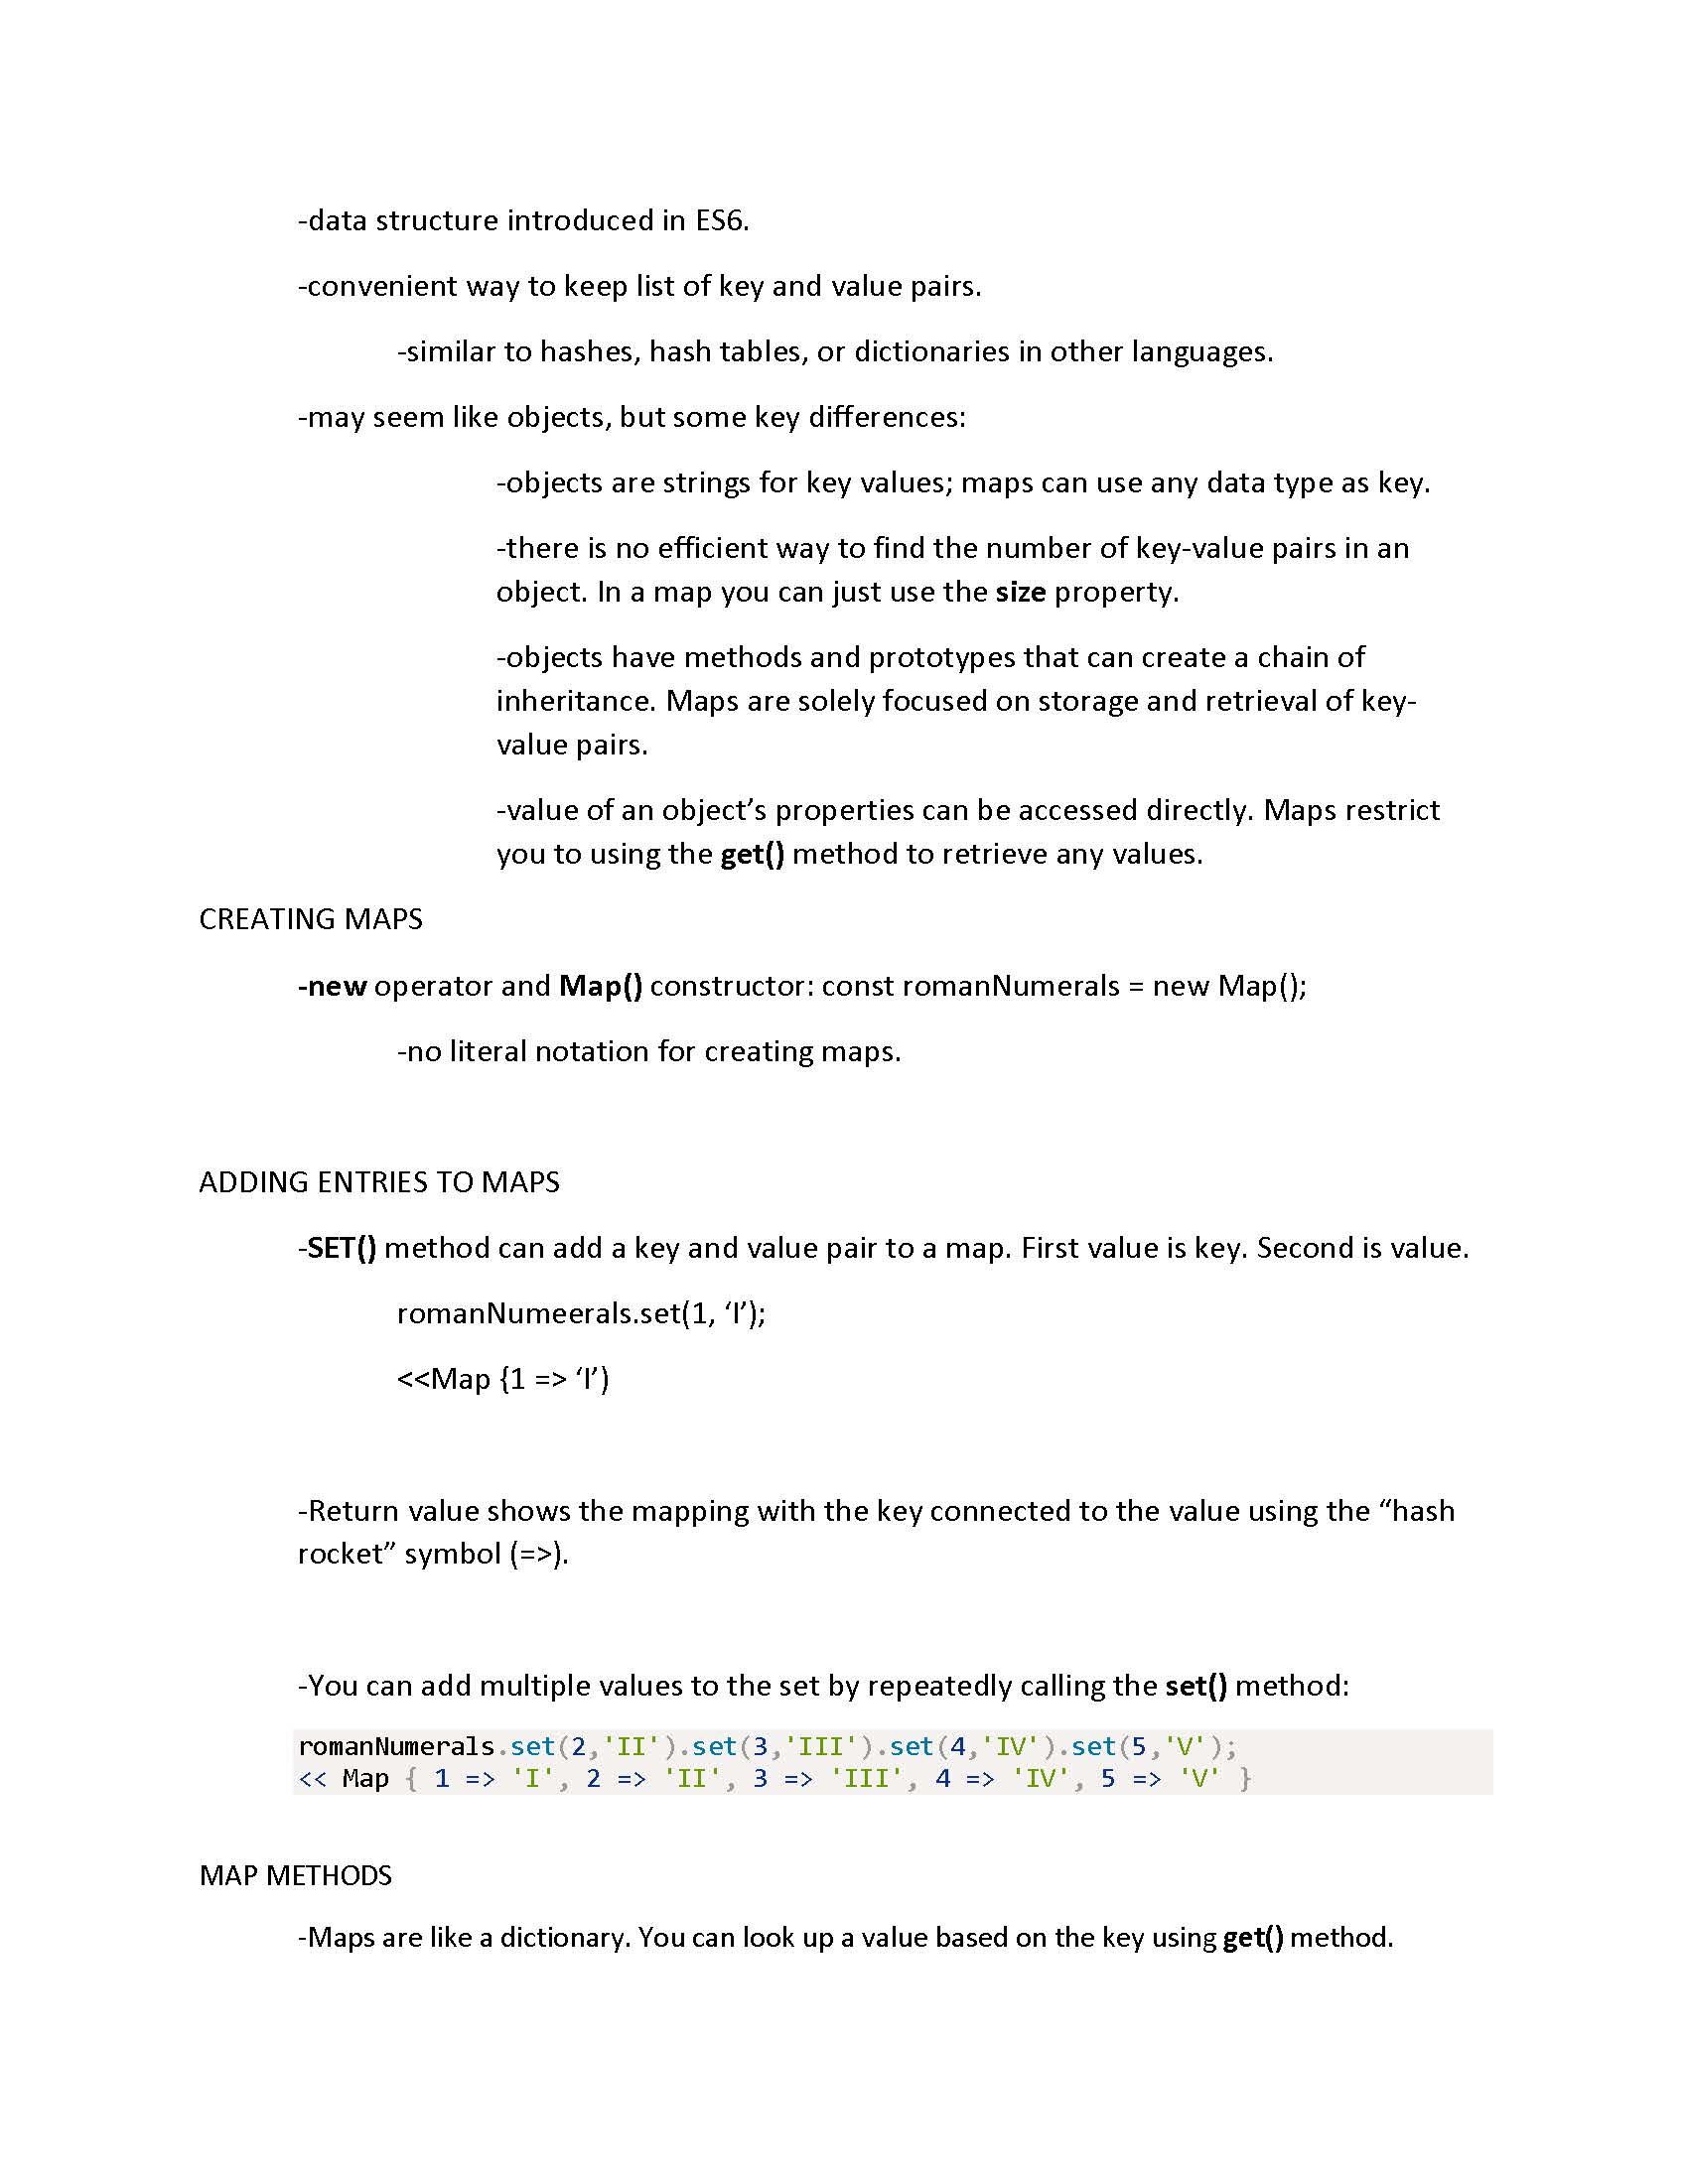 -data structure introduced in ES6.
-convenient way to keep list of key and value pairs.
-similar to hashes, hash tables, or dictionaries in other languages.
-may seem like objects, but some key differences:
-objects are strings for key values; maps can use any data type as key.
-there is no efficient way to find the number of key-value pairs in an
object. In a map you can just use the size property.
-objects have methods and prototypes that can create a chain of
inheritance. Maps are solely focused on storage and retrieval of key-
value pairs.
-value of an object’s properties can be accessed directly. Maps restrict
you to using the get() method to retrieve any values.
CREATING MAPS
-new operator and Map() constructor: const romanNumerals = new Map();
-no literal notation for creating maps.
ADDING ENTRIES TO MAPS
-SET() method can add a key and value pair to a map. First value is key. Second is value.
romanNumeerals.set(1, ‘I’);
<<Map {1 => ‘I’)
-Return value shows the mapping with the key connected to the value using the “hash
rocket” symbol (=>).
-You can add multiple values to the set by repeatedly calling the set() method:
romanNumerals.set(2,'II').set(3,'III').set(4,'IV').set(5,'V');
<< Map { 1 => 'I', 2 => 'II', 3 => 'III', 4 => 'IV', 5 => 'V' }
MAP METHODS
-Maps are like a dictionary. You can look up a value based on the key using get() method.